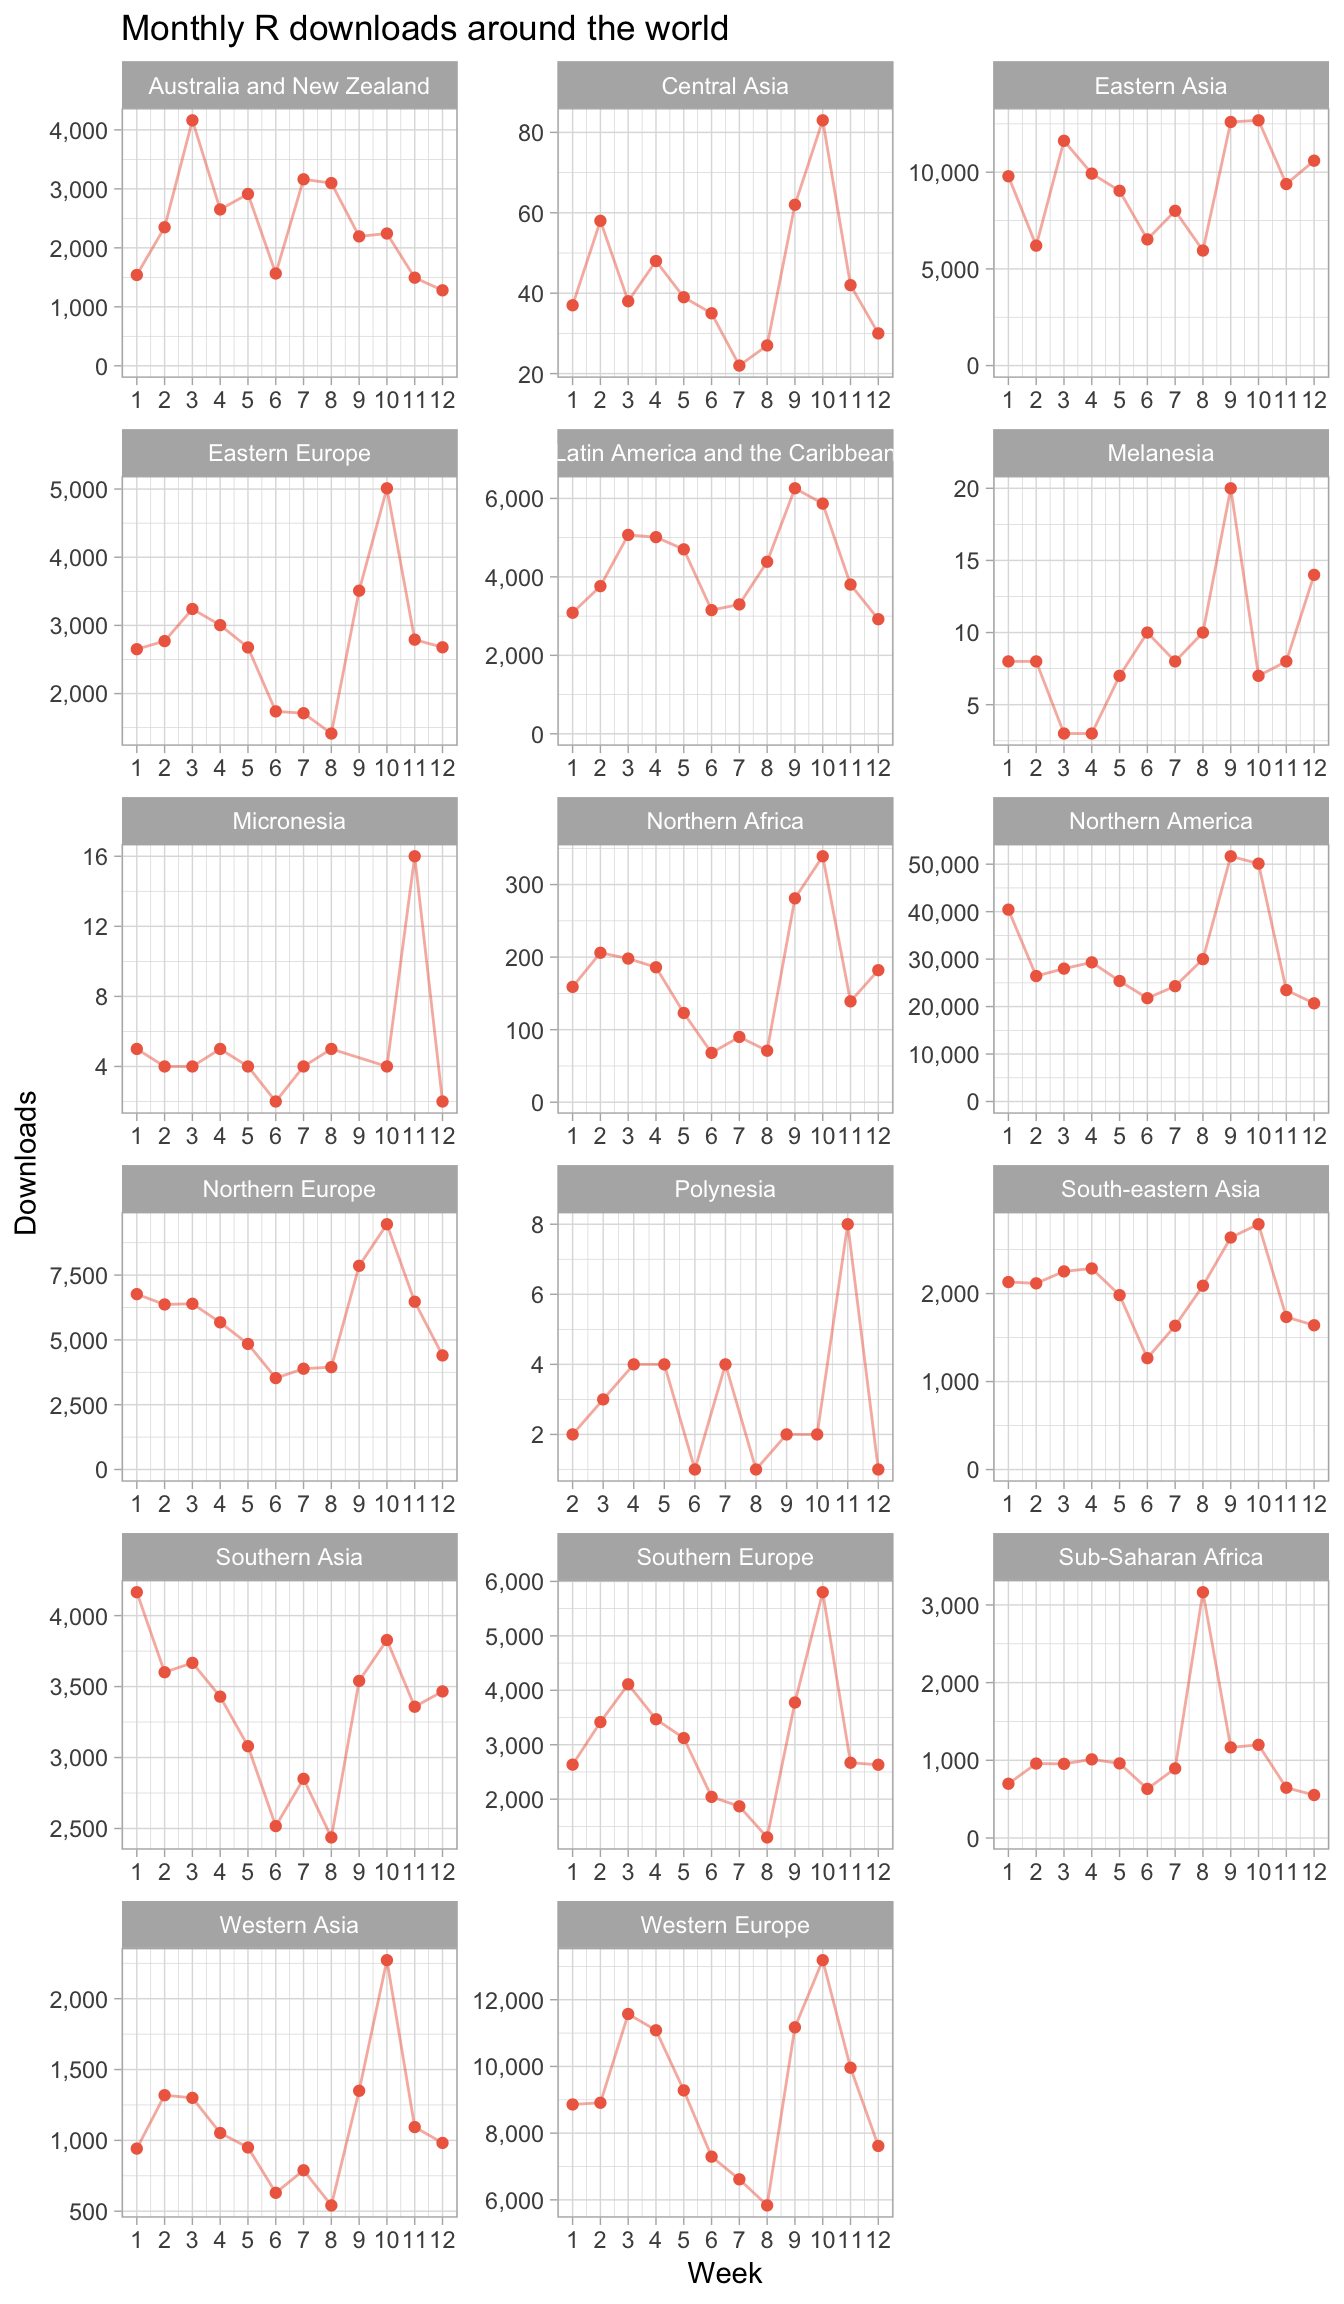 Monthly R downloads around the world
Australia and New Zealand
4,000
3,000
2,000
1,000
0
1 2 3 4 5 6 7 8 9 10 11 12
Central Asia
80
60
40
20
1 2 3 4 5 6 7 8 9 10 11 12
Eastern Asia
10,000
5,000
0
1 2 3 4 5 6 7 8 9 10 11 12
Eastern Europe
5,000
4,000
3,000
2,000
1 2 3 4 5 6 7 8 9 10 11 12
Latin America and the Caribbean
6,000
4,000
2,000
0
1 2 3 4 5 6 7 8 9 10 11 12
Melanesia
20
15
10
5
1 2 3 4 5 6 7 8 9 10 11 12
Micronesia
16
12
8
4
1 2 3 4 5 6 7 8 9 10 11 12
Northern Africa
300
200
100
0
1 2 3 4 5 6 7 8 9 10 11 12
Northern America
50,000
40,000
30,000
20,000
10,000
0
1 2 3 4 5 6 7 8 9 10 11 12
Downloads
Northern Europe
7,500
5,000
2,500
0
1 2 3 4 5 6 7 8 9 10 11 12
Polynesia
8
6
4
2
2 3 4 5 6 7 8 9 10 11 12
South-eastern Asia
2,000
1,000
0
1 2 3 4 5 6 7 8 9 10 11 12
Southern Asia
4,000
3,500
3,000
2,500
1 2 3 4 5 6 7 8 9 10 11 12
Southern Europe
6,000
5,000
4,000
3,000
2,000
1 2 3 4 5 6 7 8 9 10 11 12
Sub-Saharan Africa
3,000
2,000
1,000
0
1 2 3 4 5 6 7 8 9 10 11 12
Western Asia
2,000
1,500
1,000
500
1 2 3 4 5 6 7 8 9 10 11 12
Western Europe
12,000
10,000
8,000
6,000
1 2 3 4 5 6 7 8 9 10 11 12
Week